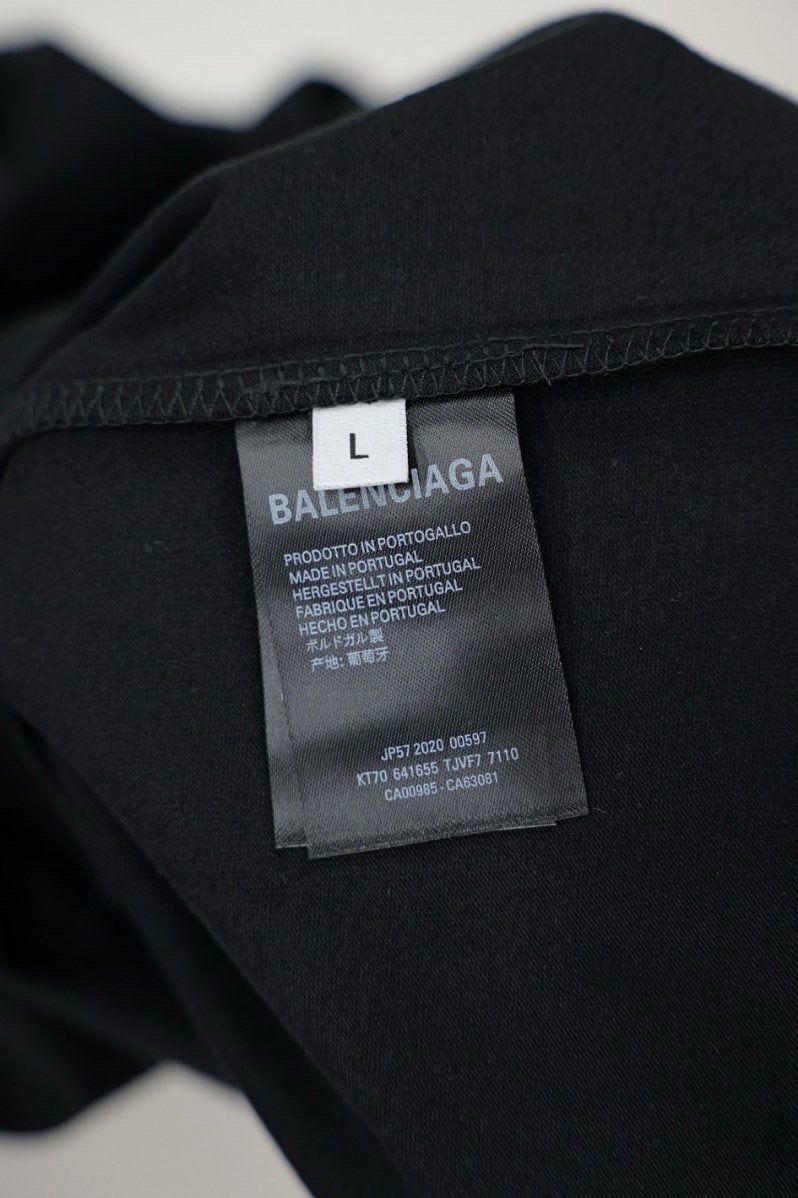 L
BALENCIAGA
PRODOTTO IN PORTOGALLO
MADE IN PORTUGAL
HERGESTELLT IN PORTUGAL
FABRIQUE EN PORTUGAL
HECHO EN PORTUGAL
ポルドガル製
产地: 葡萄牙
JP57 2020 00597
KT70 641655 TJVF7 7110
CA00985 - CA63081